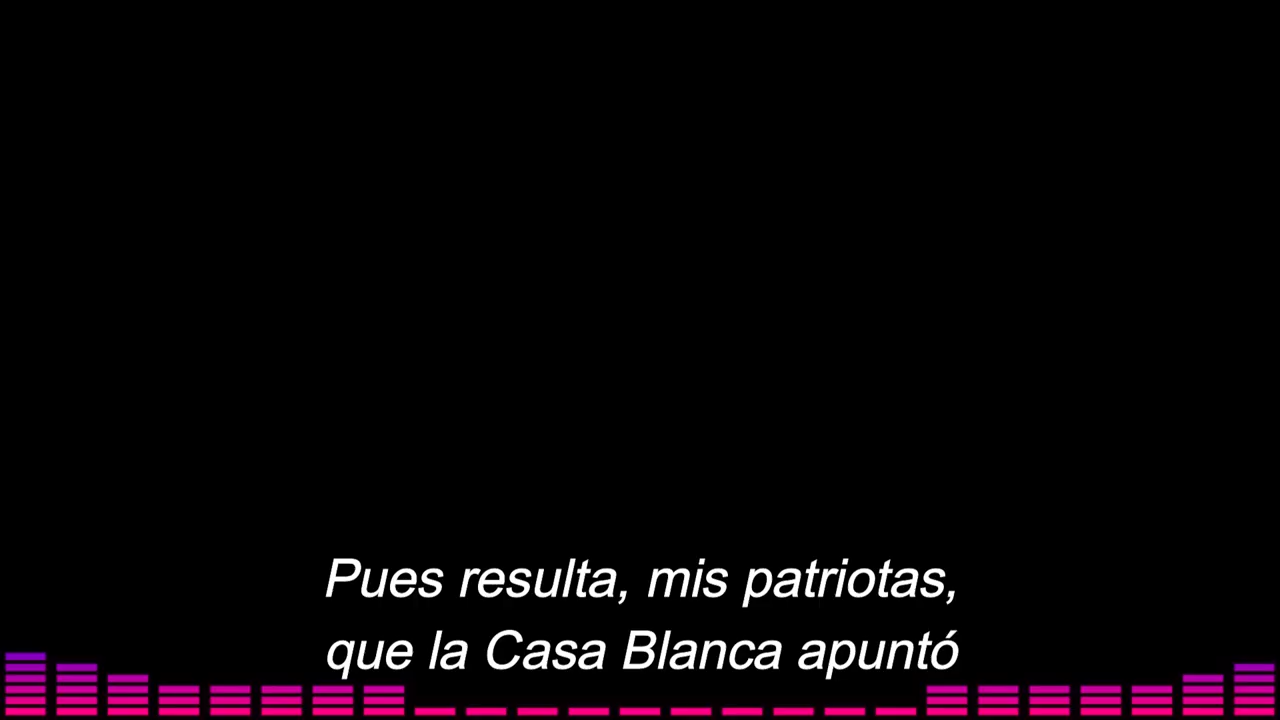 Pues resulta, mis patriotas,
que la Casa Blanca apuntó